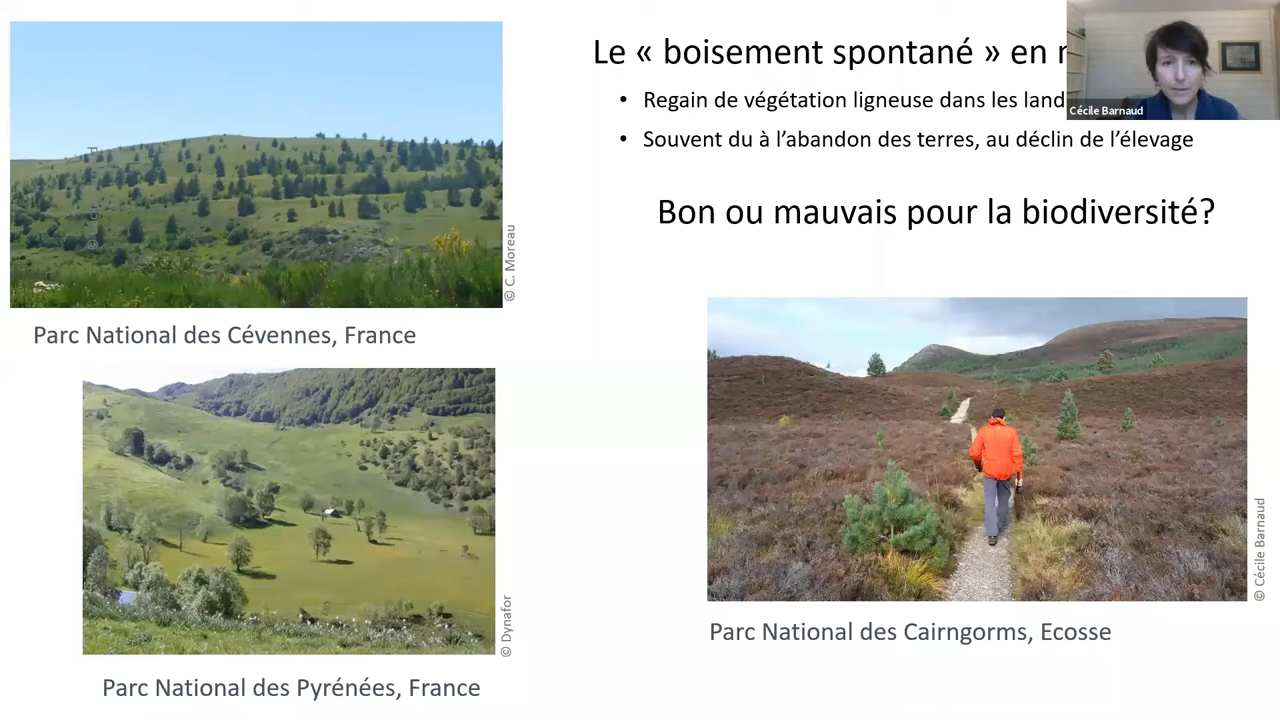 Le « boisement spontané » en
Cécile Barnaud
• Regain de végétation ligneuse dans les
• Souvent du à l’abandon des terres, au déclin de l’élevage
Bon ou mauvais pour la biodiversité?
© C. Moreau
Parc National des Cévennes, France
© Dynafor
Parc National des Pyrénées, France
© Cécile Barnaud
Parc National des Cairngorms, Ecosse